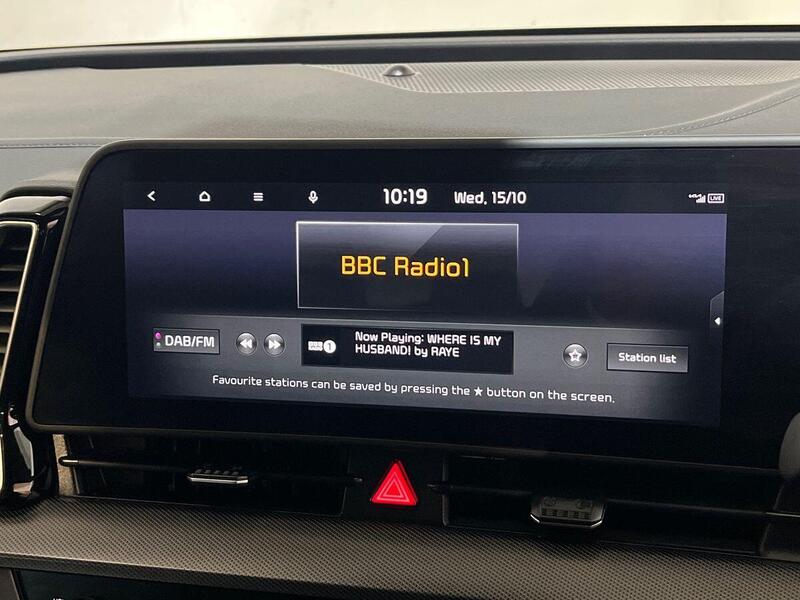 10:19 Wed, 15/10 LIVE
BBC Radio1
DAB/FM
1
Now Playing: WHERE IS MY
HUSBAND! by RAYE
Station list
Favourite stations can be saved by pressing the ★ button on the screen.